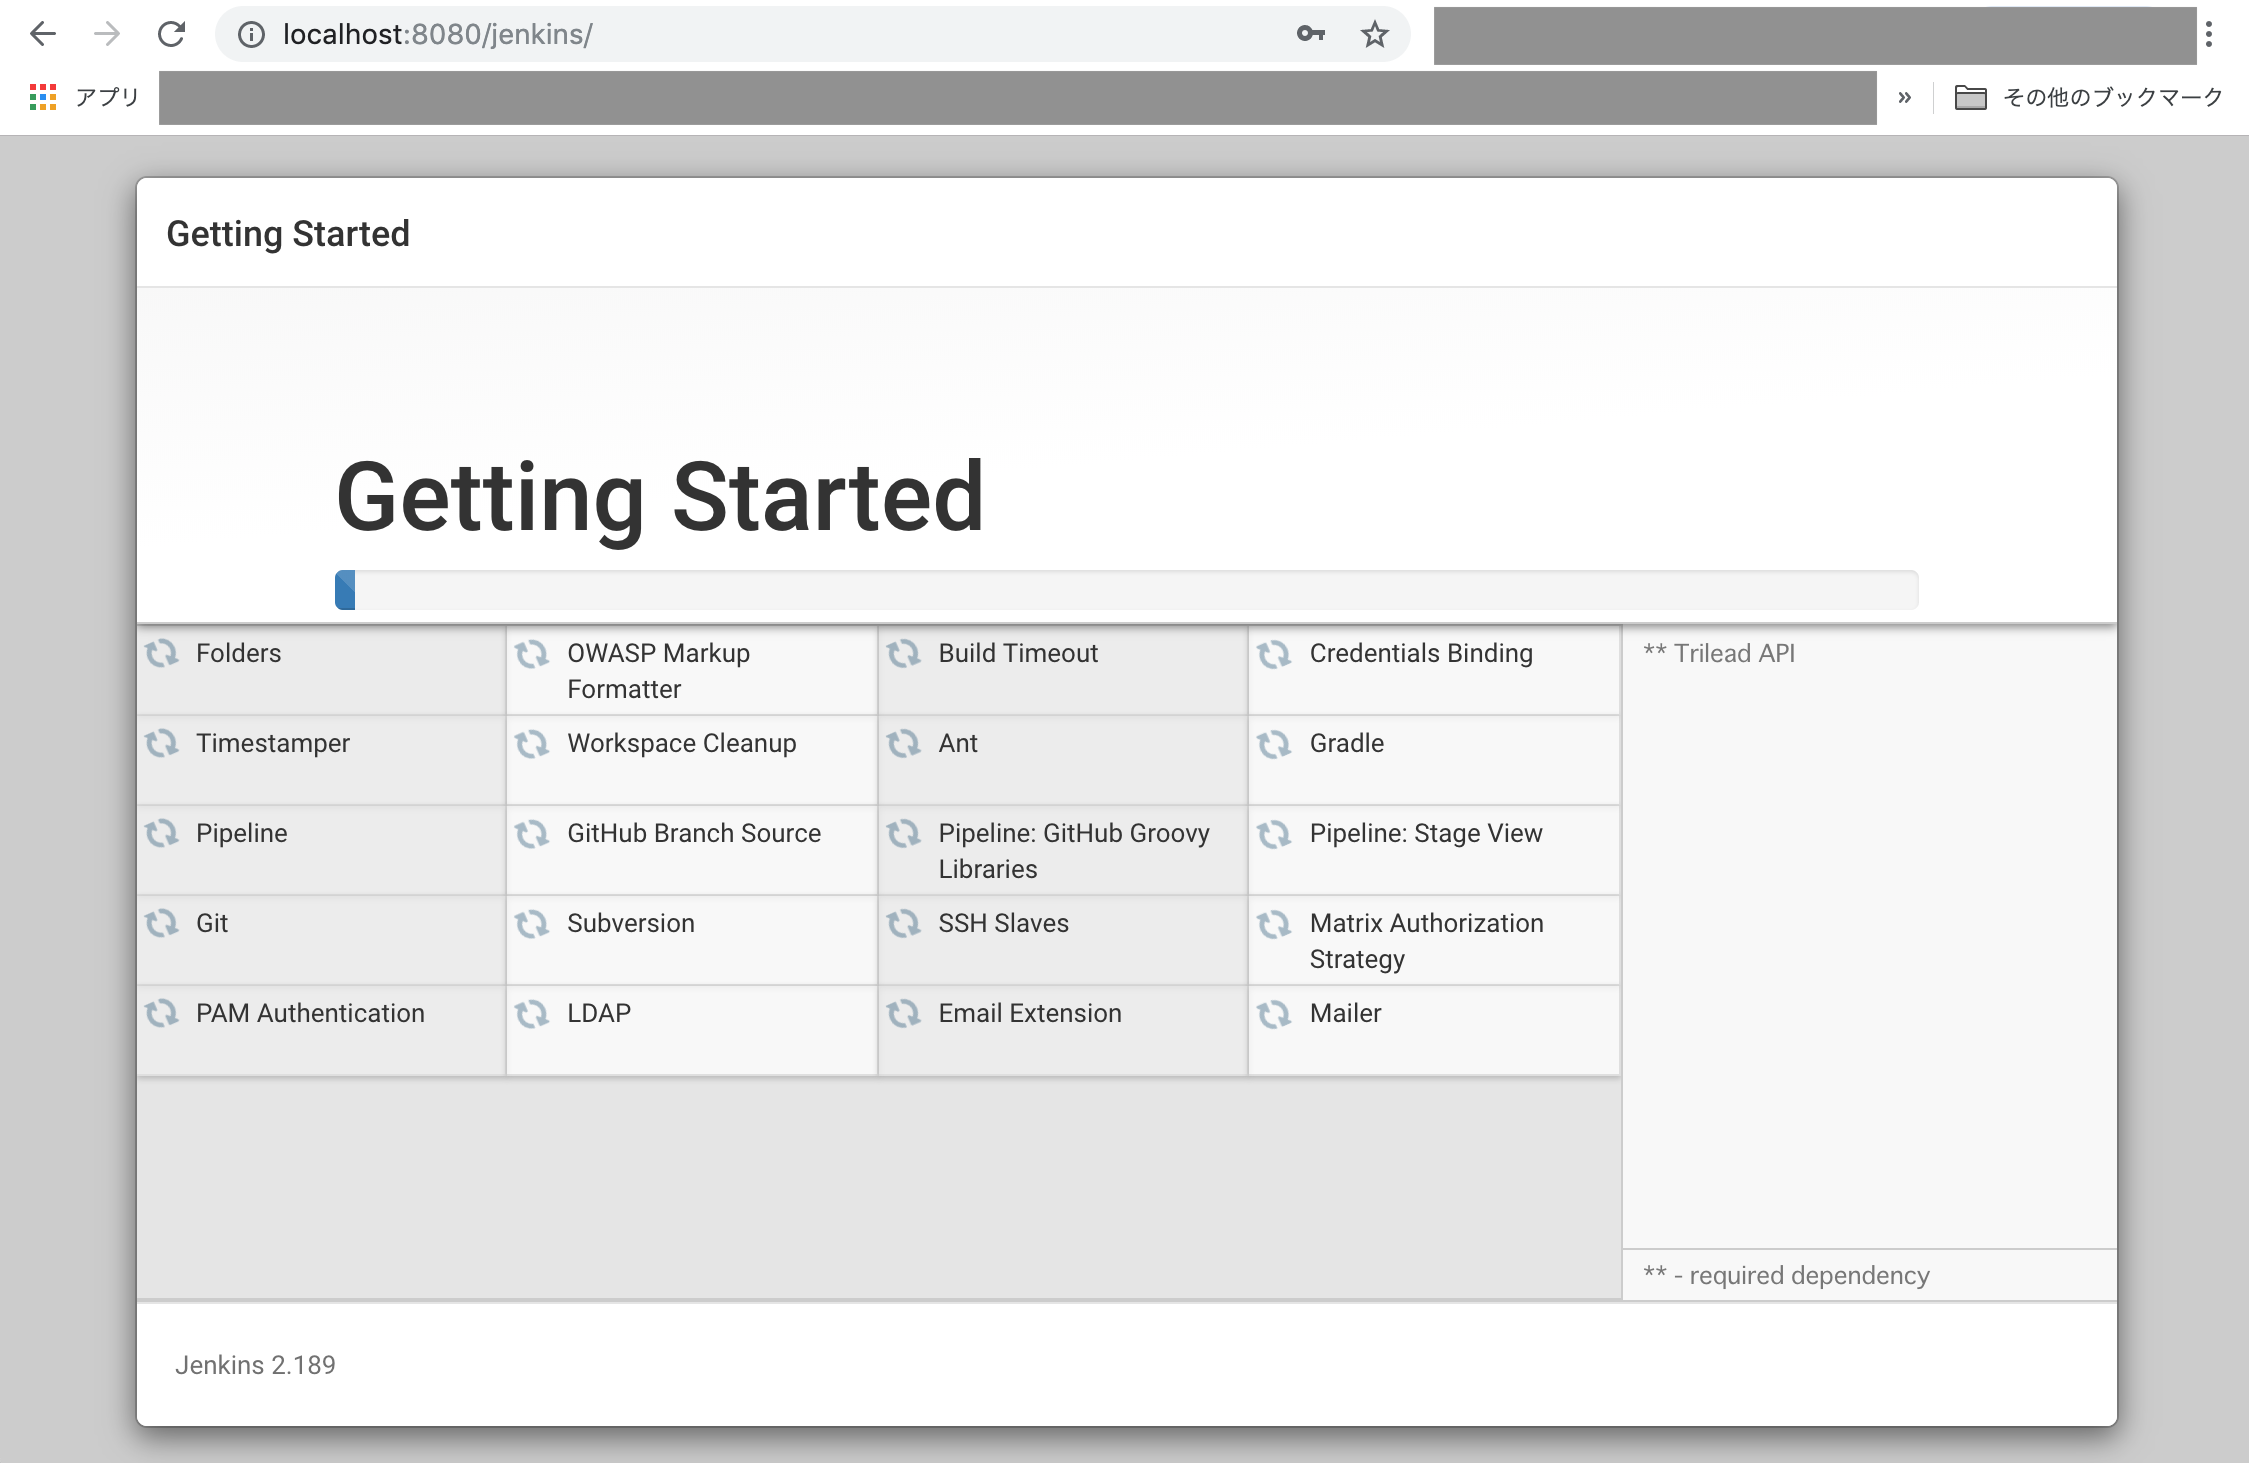 localhost:8080/jenkins/
アプリ
»
その他のブックマーク
Getting Started
Getting Started
Folders
OWASP Markup
Formatter
Build Timeout
Credentials Binding
** Trilead API
Timestamper
Workspace Cleanup
Ant
Gradle
Pipeline
GitHub Branch Source
Pipeline: GitHub Groovy
Libraries
Pipeline: Stage View
Git
Subversion
SSH Slaves
Matrix Authorization
Strategy
PAM Authentication
LDAP
Email Extension
Mailer
** - required dependency
Jenkins 2.189